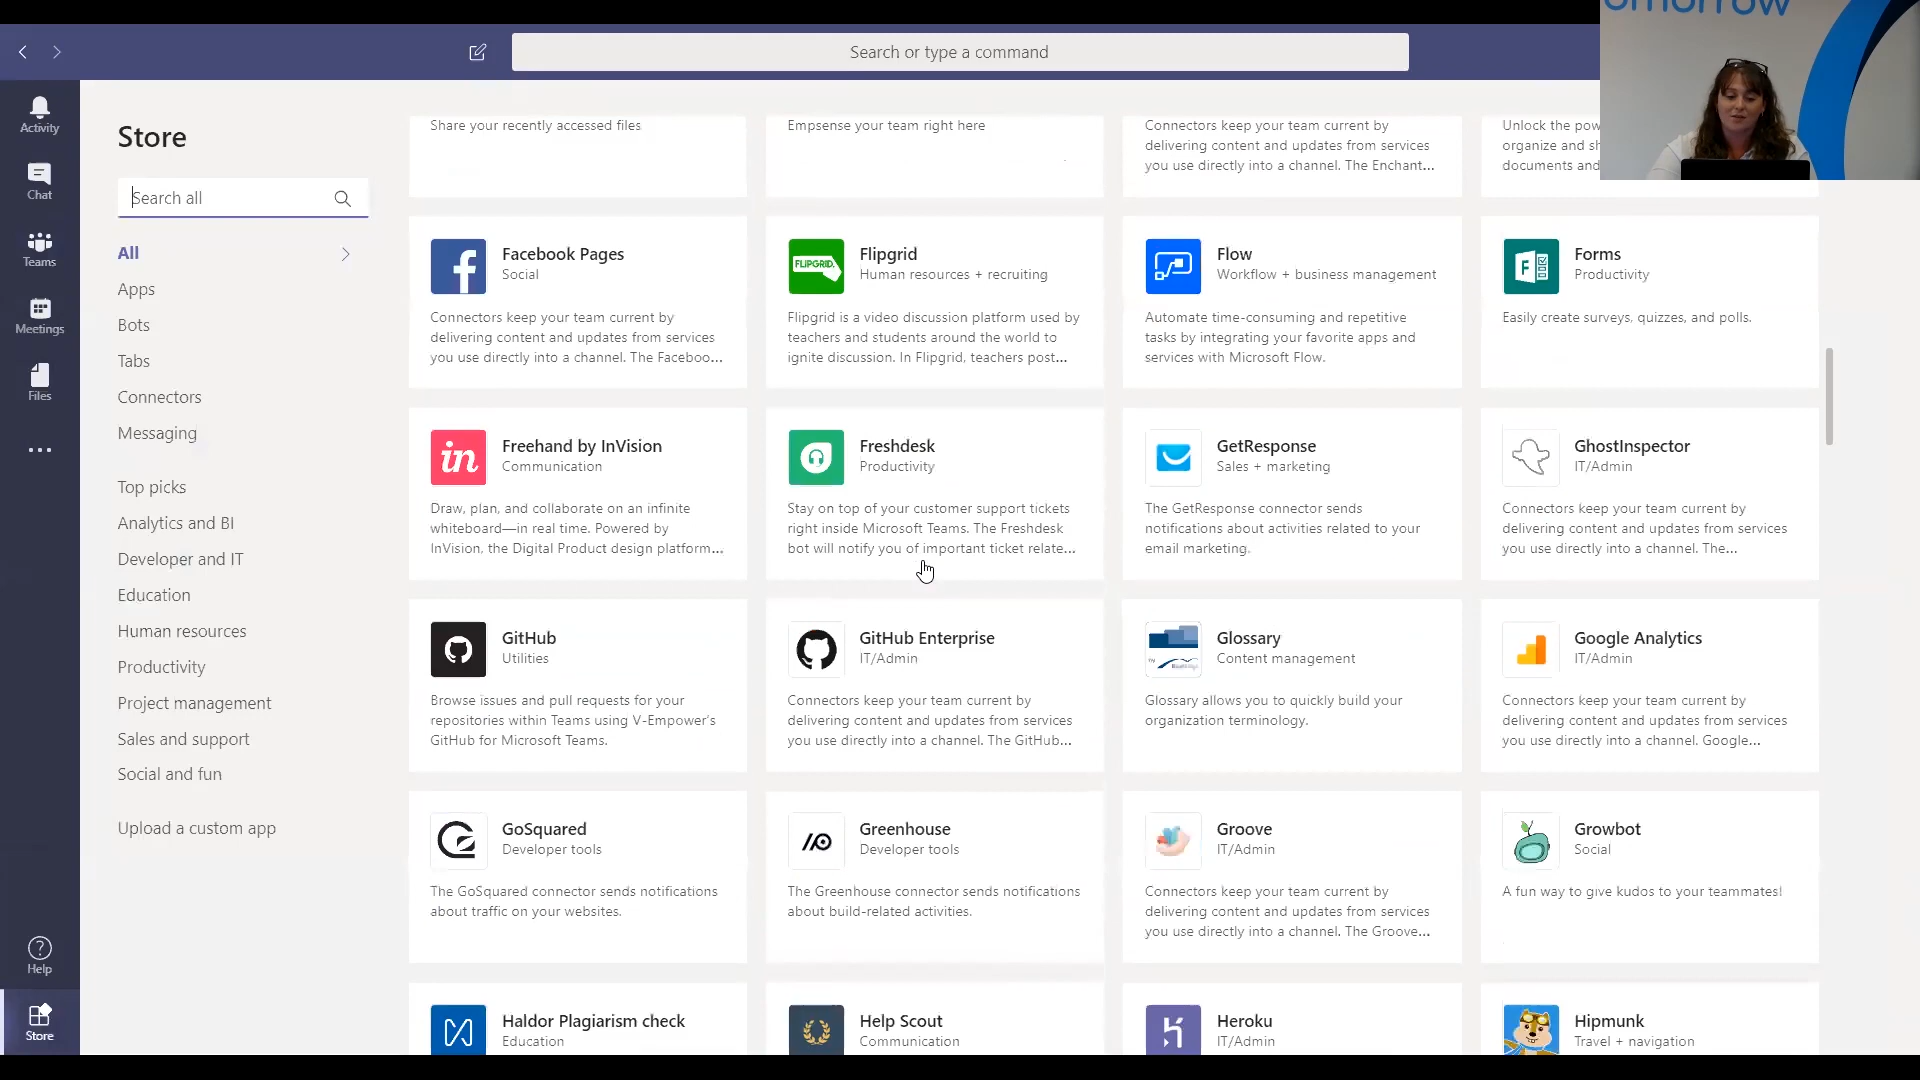 omorrow
Search or type a command
Activity
Chat
Teams
Meetings
Files
Help
Store
Store
Search all
All
Apps
Bots
Tabs
Connectors
Messaging
Top picks
Analytics and BI
Developer and IT
Education
Human resources
Productivity
Project management
Sales and support
Social and fun
Upload a custom app
Share your recently accessed files
Empsense your team right here
Connectors keep your team current by
delivering content and updates from services
you use directly into a channel. The Enchant...
Unlock the pow
organize and sh
documents and
Facebook Pages
Social
Connectors keep your team current by
delivering content and updates from services
you use directly into a channel. The Faceboo...
FLIPGRID.
Flipgrid
Human resources + recruiting
Flipgrid is a video discussion platform used by
teachers and students around the world to
ignite discussion. In Flipgrid, teachers post...
Flow
Workflow + business management
Automate time-consuming and repetitive
tasks by integrating your favorite apps and
services with Microsoft Flow.
Forms
Productivity
Easily create surveys, quizzes, and polls.
in
Freehand by InVision
Communication
Draw, plan, and collaborate on an infinite
whiteboard—in real time. Powered by
InVision, the Digital Product design platform...
Freshdesk
Productivity
Stay on top of your customer support tickets
right inside Microsoft Teams. The Freshdesk
bot will notify you of important ticket relate...
GetResponse
Sales + marketing
The GetResponse connector sends
notifications about activities related to your
email marketing.
GhostInspector
IT/Admin
Connectors keep your team current by
delivering content and updates from services
you use directly into a channel. The...
GitHub
Utilities
Browse issues and pull requests for your
repositories within Teams using V-Empower's
GitHub for Microsoft Teams.
GitHub Enterprise
IT/Admin
Connectors keep your team current by
delivering content and updates from services
you use directly into a channel. The GitHub...
Glossary
Content management
Glossary allows you to quickly build your
organization terminology.
Google Analytics
IT/Admin
Connectors keep your team current by
delivering content and updates from services
you use directly into a channel. Google...
GoSquared
Developer tools
The GoSquared connector sends notifications
about traffic on your websites.
Greenhouse
Developer tools
The Greenhouse connector sends notifications
about build-related activities.
Groove
IT/Admin
Connectors keep your team current by
delivering content and updates from services
you use directly into a channel. The Groove...
Growbot
Social
A fun way to give kudos to your teammates!
Haldor Plagiarism check
Education
Help Scout
Communication
Heroku
IT/Admin
Hipmunk
Travel + navigation